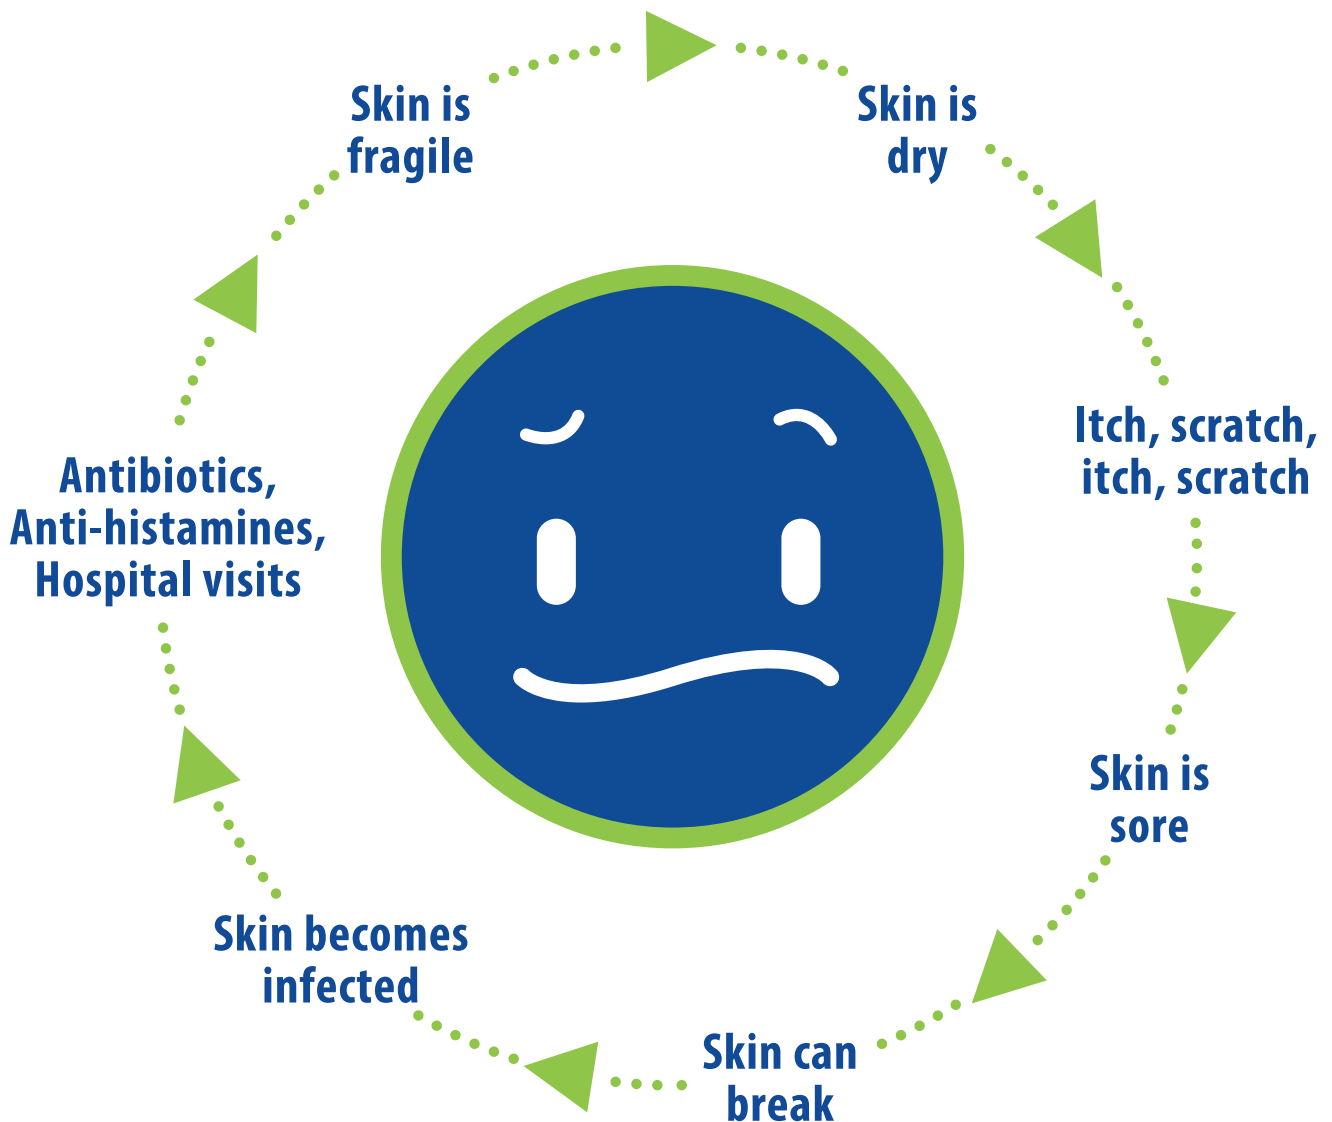 Skin is
fragile
Skin is
dry
Itch, scratch,
itch, scratch
Skin is
sore
Skin can
break
Skin becomes
infected
Antibiotics,
Anti-histamines,
Hospital visits